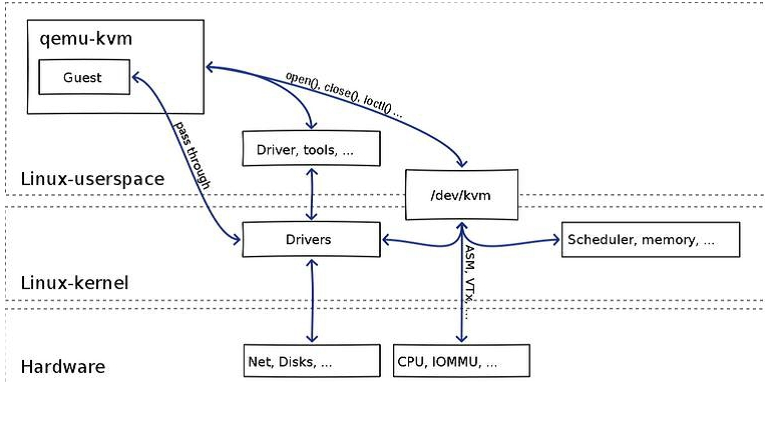 qemu-kvm
Guest
open(), close(), ioctl() ...
pass through
Driver, tools, ...
Linux-userspace
/dev/kvm
Drivers
Scheduler, memory, ...
ASM, VTx, ...
Linux-kernel
Net, Disks, ...
CPU, IOMMU, ...
Hardware